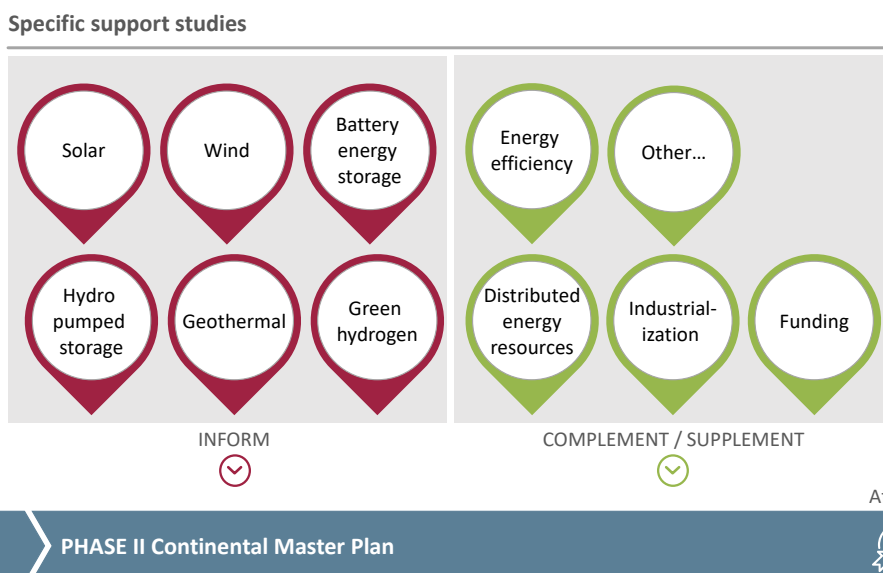 Specific support studies
Solar
Wind
Battery
energy
storage
Energy
efficiency
Other...
Hydro
pumped
storage
Geothermal
Green
hydrogen
Distributed
energy
resources
Industrial-
ization
Funding
INFORM
COMPLEMENT / SUPPLEMENT
PHASE II Continental Master Plan